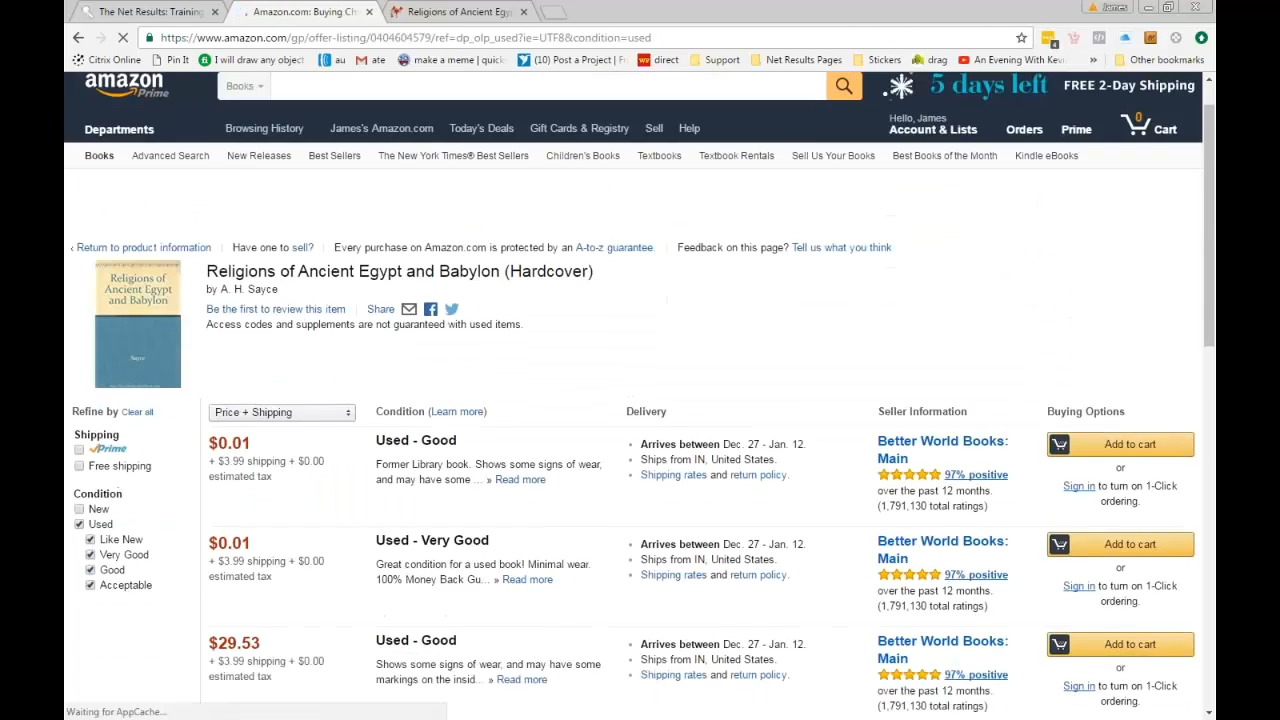 The Net Results: Training
Amazon.com: Buying Ch
Religions of Ancient Egy
James
https://www.amazon.com/gp/offer-listing/0404604579/ref=dp_olp_used?ie=UTF8&condition=used
4
Citrix Online
Pin It
I will draw anything
au
ate
make a meme | quick
(10) Post a Project | Fr
direct
Support
Net Results Pages
Stickers
drag
An Evening With Kevi
»
Other bookmarks
amazon
Prime
Books
5 days left
FREE 2-Day Shipping
Departments
Browsing History
James's Amazon.com
Today's Deals
Gift Cards & Registry
Sell
Help
Hello, James
Account & Lists
Orders
Prime
0
Cart
Books
Advanced Search
New Releases
Best Sellers
The New York Times® Best Sellers
Children's Books
Textbooks
Textbook Rentals
Sell Us Your Books
Best Books of the Month
Kindle eBooks
‹ Return to product information
Have one to sell?
Every purchase on Amazon.com is protected by an A-to-z guarantee.
Feedback on this page? Tell us what you think
Religions of
Ancient Egypt
and Babylon
Sayce
Religions of Ancient Egypt and Babylon (Hardcover)
by A. H. Sayce
Be the first to review this item
Share
Access codes and supplements are not guaranteed with used items.
Refine by Clear all
Shipping
Prime
Free shipping
Condition
New
Used
Like New
Very Good
Good
Acceptable
Price + Shipping
Condition (Learn more)
Delivery
Seller Information
Buying Options
$0.01
+ $3.99 shipping + $0.00
estimated tax
Used - Good
Former Library book. Shows some signs of wear,
and may have some ... » Read more
Arrives between Dec. 27 - Jan. 12.
Ships from IN, United States.
Shipping rates and return policy.
Better World Books:
Main
97% positive
over the past 12 months.
(1,791,130 total ratings)
Add to cart
or
Sign in to turn on 1-Click
ordering.
$0.01
+ $3.99 shipping + $0.00
estimated tax
Used - Very Good
Great condition for a used book! Minimal wear.
100% Money Back Gu... » Read more
Arrives between Dec. 27 - Jan. 12.
Ships from IN, United States.
Shipping rates and return policy.
Better World Books:
Main
97% positive
over the past 12 months.
(1,791,130 total ratings)
Add to cart
or
Sign in to turn on 1-Click
ordering.
$29.53
+ $3.99 shipping + $0.00
estimated tax
Used - Good
Shows some signs of wear, and may have some
markings on the insid... » Read more
Arrives between Dec. 27 - Jan. 12.
Ships from IN, United States.
Shipping rates and return policy.
Better World Books:
Main
97% positive
over the past 12 months.
(1,791,130 total ratings)
Add to cart
or
Sign in to turn on 1-Click
ordering.
Waiting for AppCache...